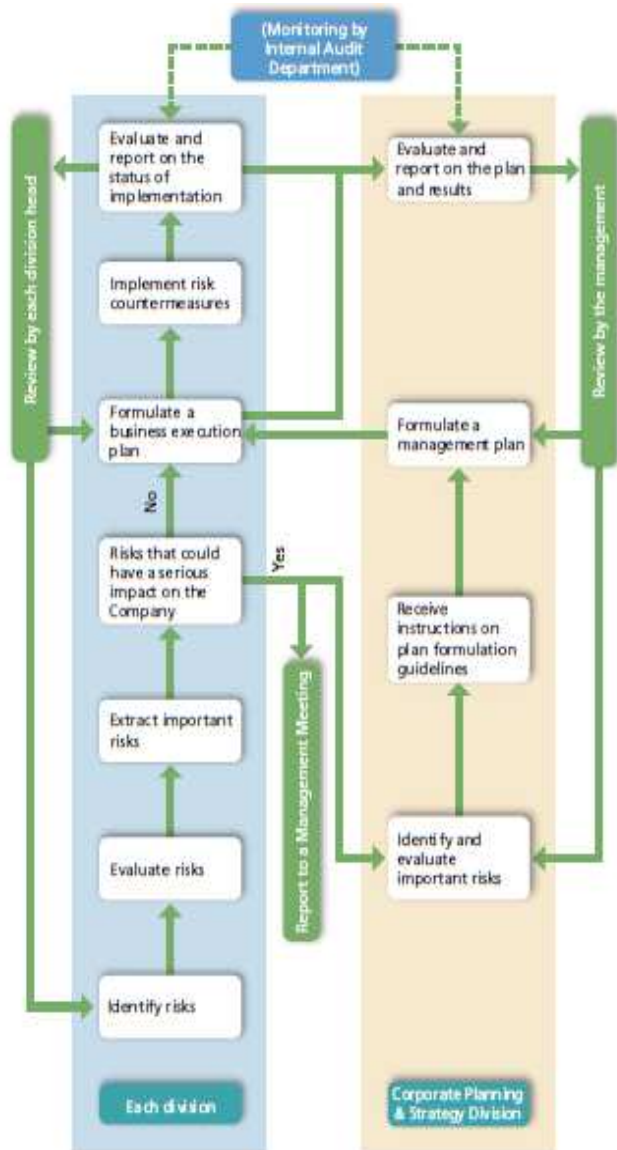 (Monitoring by
Internal Audit
Department)
Review by each division head
Evaluate and
report on the
status of
implementation
Evaluate and
report on the plan
and results
Review by the management
Implement risk
countermeasures
Formulate a
business execution
plan
Formulate a
management plan
No
Risks that could
have a serious
impact on the
Company
Yes
Receive
instructions on
plan formulation
guidelines
Extract important
risks
Report to a Management Meeting
Evaluate risks
Identify and
evaluate
important risks
Identify risks
Each division
Corporate Planning
& Strategy Division